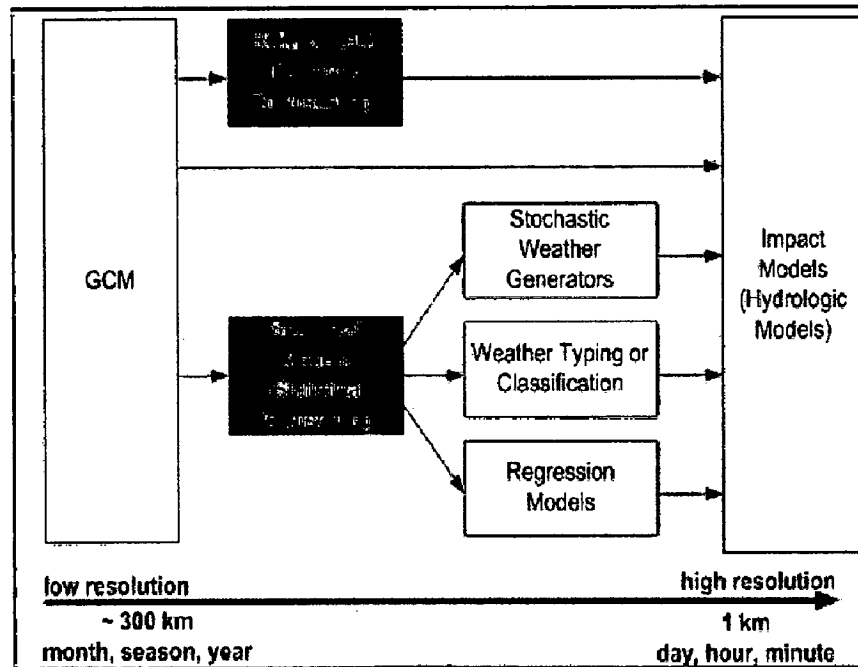 GCM
Stochastic
Weather
Generators
Weather Typing or
Classification
Regression
Models
Impact
Models
(Hydrologic
Models)
low resolution
high resolution
~ 300 km
1 km
month, season, year
day, hour, minute